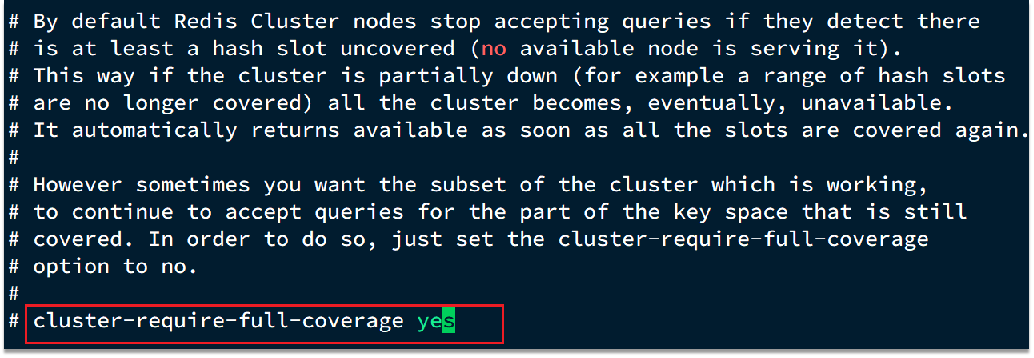 # By default Redis Cluster nodes stop accepting queries if they detect there
# is at least a hash slot uncovered (no available node is serving it).
# This way if the cluster is partially down (for example a range of hash slots
# are no longer covered) all the cluster becomes, eventually, unavailable.
# It automatically returns available as soon as all the slots are covered again.
#
# However sometimes you want the subset of the cluster which is working,
# to continue to accept queries for the part of the key space that is still
# covered. In order to do so, just set the cluster-require-full-coverage
# option to no.
#
# cluster-require-full-coverage yes